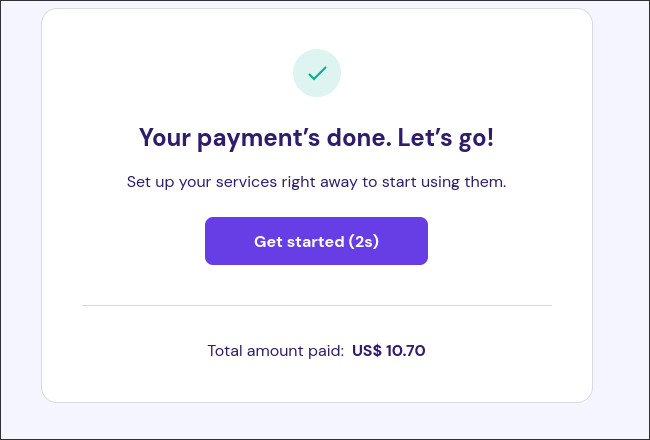 Your payment’s done. Let’s go!
Set up your services right away to start using them.
Get started (2s)
Total amount paid: US$ 10.70